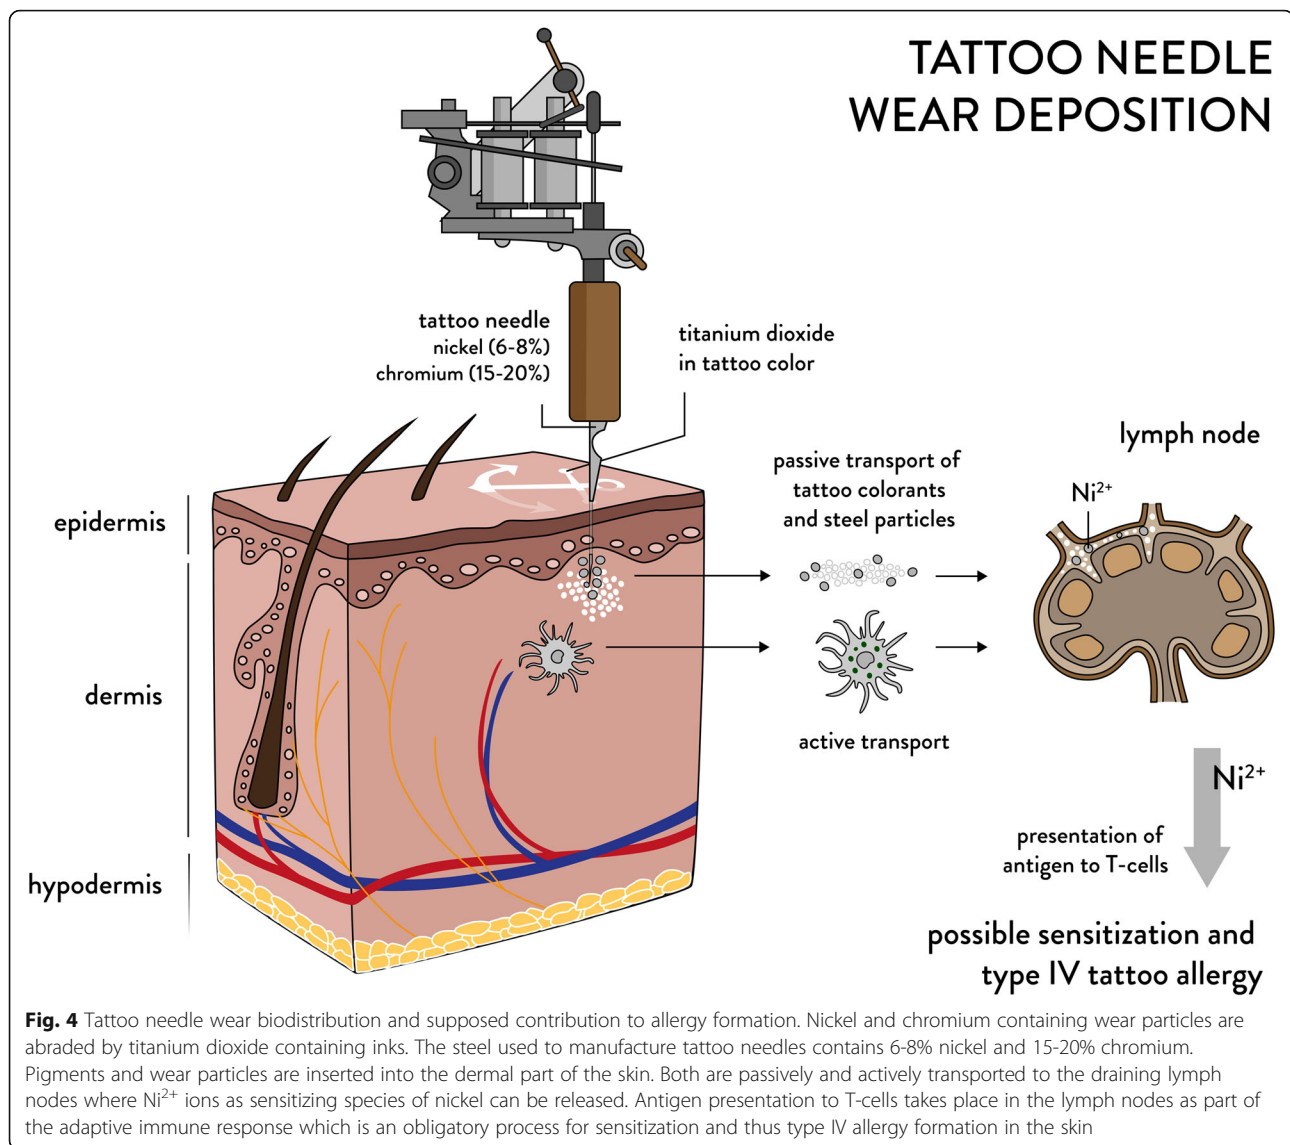 TATTOO NEEDLE
WEAR DEPOSITION
tattoo needle
nickel (6-8%)
chromium (15-20%)
titanium dioxide
in tattoo color
epidermis
dermis
hypodermis
passive transport of
tattoo colorants
and steel particles
active transport
lymph node
Ni²⁺
Ni²⁺
presentation of
antigen to T-cells
possible sensitization and
type IV tattoo allergy
Fig. 4 Tattoo needle wear biodistribution and supposed contribution to allergy formation. Nickel and chromium containing wear particles are
abraded by titanium dioxide containing inks. The steel used to manufacture tattoo needles contains 6-8% nickel and 15-20% chromium.
Pigments and wear particles are inserted into the dermal part of the skin. Both are passively and actively transported to the draining lymph
nodes where Ni²⁺ ions as sensitizing species of nickel can be released. Antigen presentation to T-cells takes place in the lymph nodes as part of
the adaptive immune response which is an obligatory process for sensitization and thus type IV allergy formation in the skin